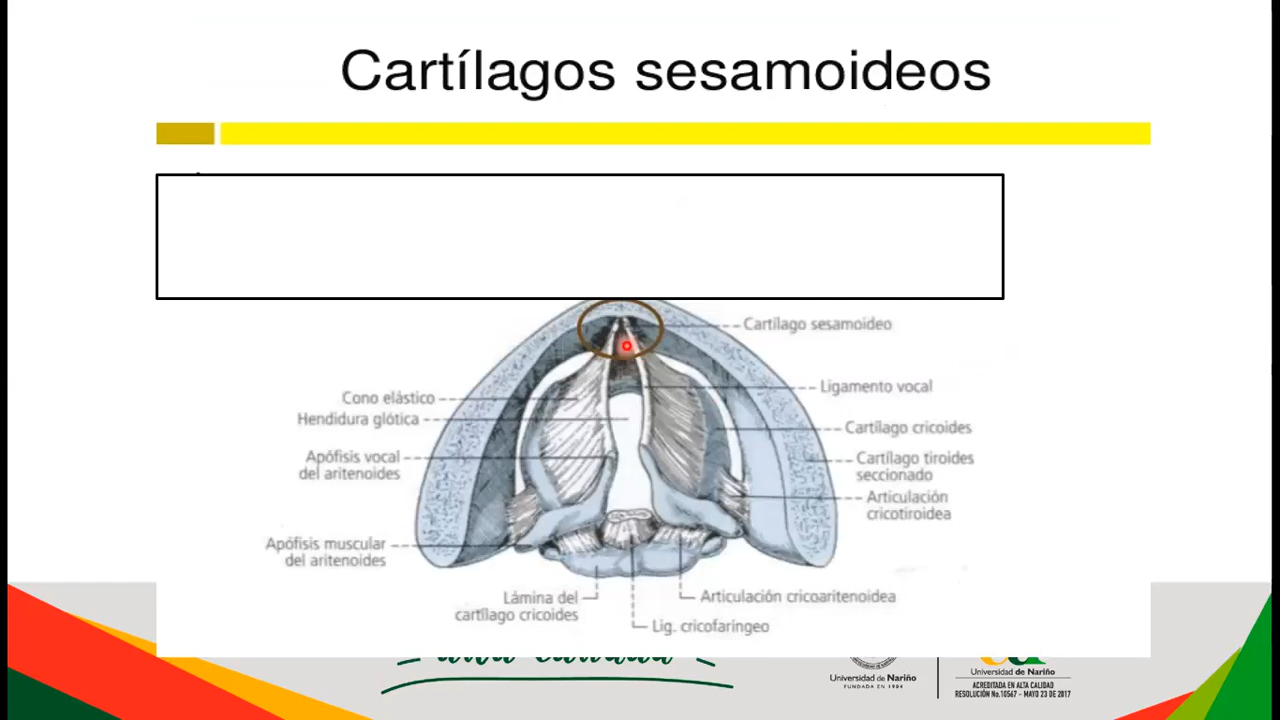 Cartílagos sesamoideos
Cartílago sesamoideo
Ligamento vocal
Cono elástico
Hendidura glótica
Cartílago cricoides
Apófisis vocal
del aritenoides
Cartílago tiroides
seccionado
Articulación
cricotiroidea
Apófisis muscular
del aritenoides
Lámina del
cartílago cricoides
Articulación cricoaritenoidea
Lig. cricofaríngeo
Universidad de Nariño
FUNDADA EN 1904
Universidad de Nariño
ACREDITADA EN ALTA CALIDAD
RESOLUCIÓN No.10567 - MAYO 23 DE 2017